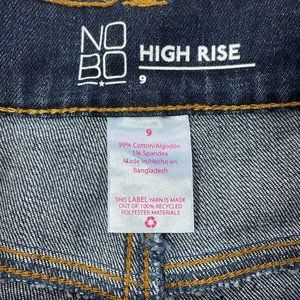 NO
BO
HIGH RISE
9
9
99% Cotton/Algodón
1% Spandex
Made in/Hecho en
Bangladesh
THIS LABEL YARN IS MADE
OUT OF 100% RECYCLED
POLYESTER MATERIALS